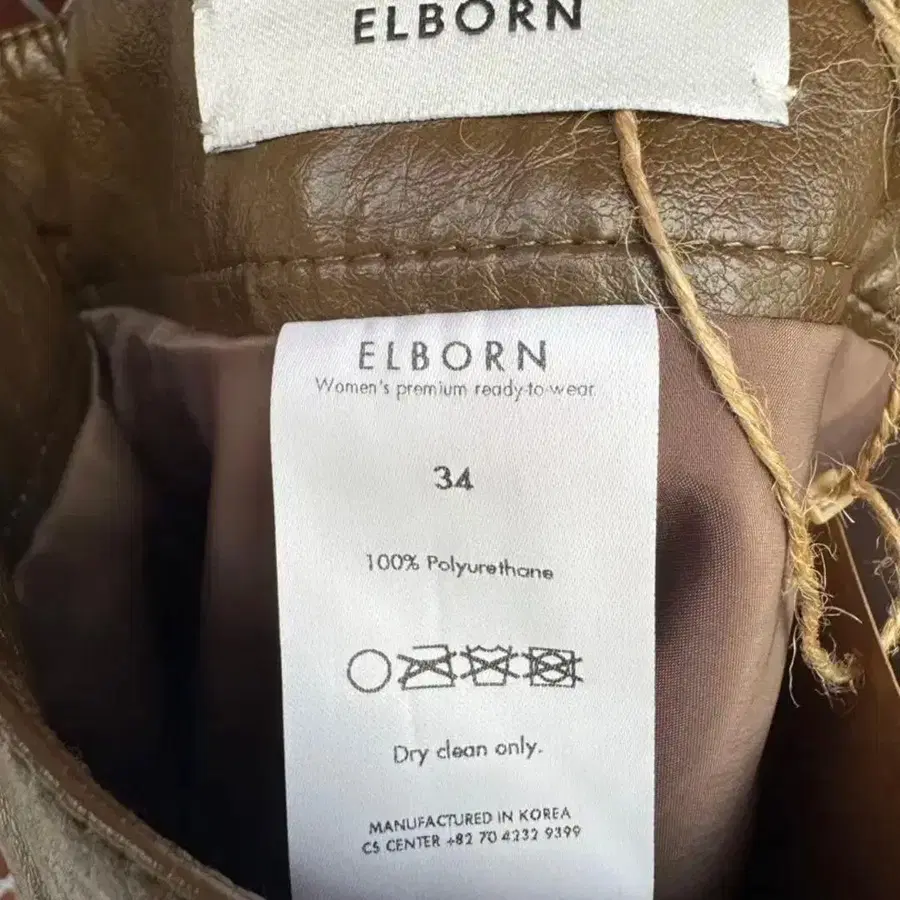 ELBORN
ELBORN
Women's premium ready-to-wear
34
100% Polyurethane
Dry clean only.
MANUFACTURED IN KOREA
CS CENTER +82 70 4232 9399